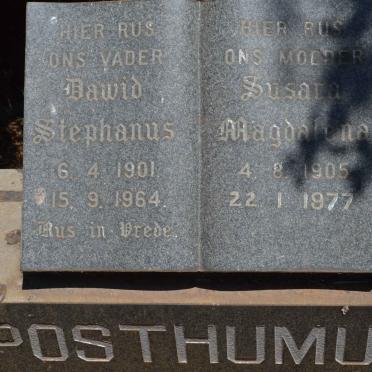 HIER RUS
ONS VADER
Dawid
Stephanus
6. 4. 1901.
15. 9. 1964.
Rus in Vrede.
HIER RUS
ONS MOEDER
Susara
Magdalena
4. 8. 1905.
22. 1. 1977.
POSTHUMU